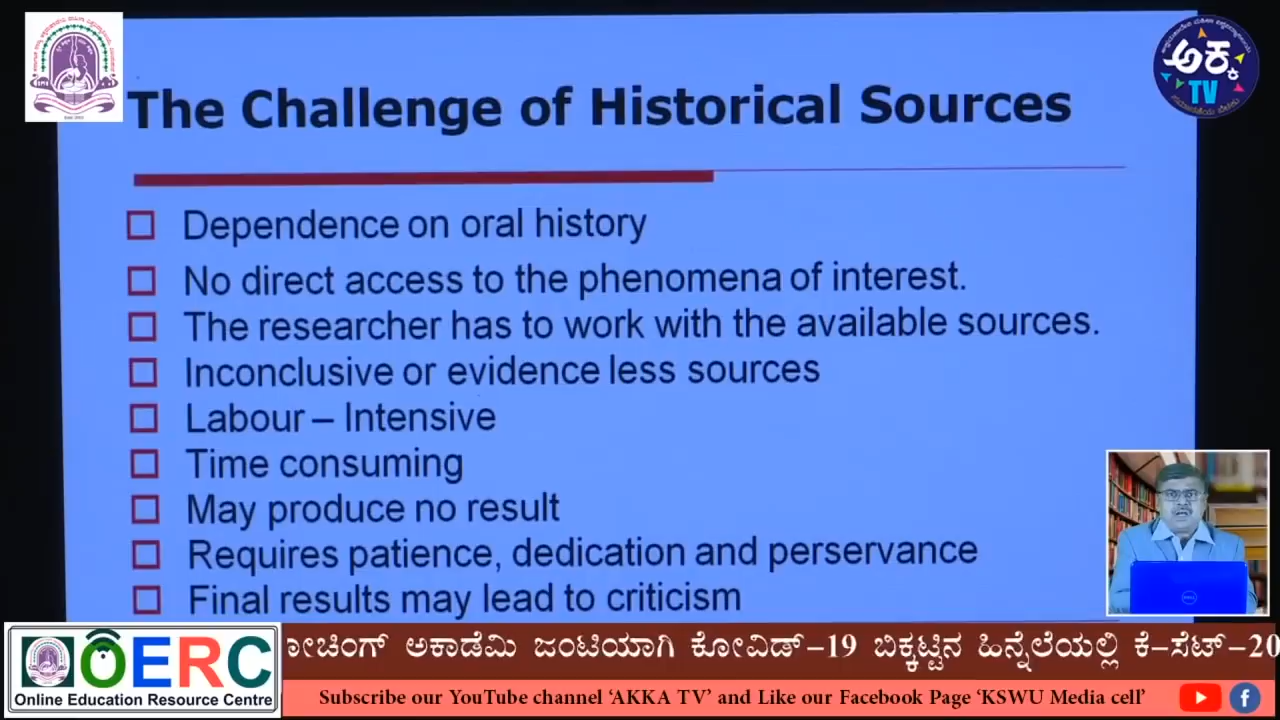 The Challenge of Historical Sources
ಅಕ್ಕ
TV
Dependence on oral history
No direct access to the phenomena of interest.
The researcher has to work with the available sources.
Inconclusive or evidence less sources
Labour – Intensive
Time consuming
May produce no result
Requires patience, dedication and perservance
Final results may lead to criticism
DELL
OERC
Online Education Resource Centre
ೋಚಿಂಗ್ ಅಕಾಡೆಮಿ ಜಂಟಿಯಾಗಿ ಕೋವಿಡ್-19 ಬಿಕ್ಕಟ್ಟಿನ ಹಿನ್ನೆಲೆಯಲ್ಲಿ ಕೆ-ಸೆಟ್-20
Subscribe our YouTube channel ‘AKKA TV’ and Like our Facebook Page ‘KSWU Media cell’